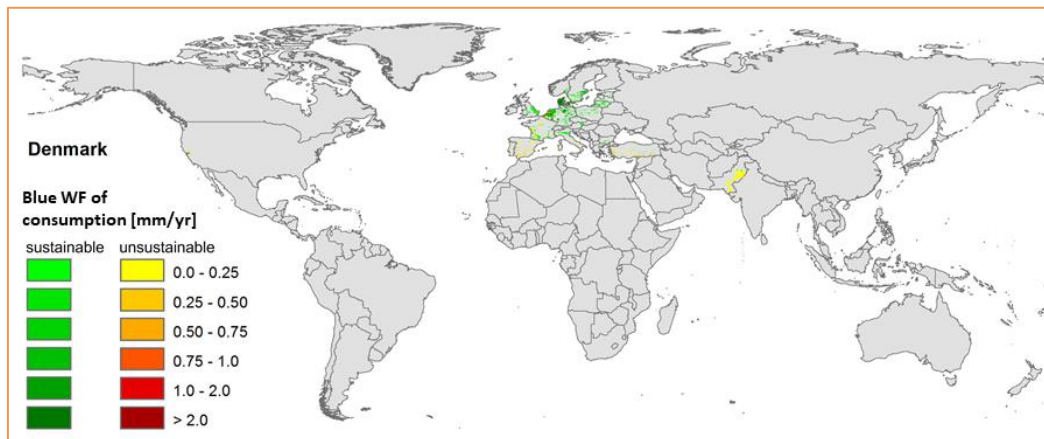 Denmark
Blue WF of
consumption [mm/yr]
sustainable unsustainable
0.0 - 0.25
0.25 - 0.50
0.50 - 0.75
0.75 - 1.0
1.0 - 2.0
> 2.0